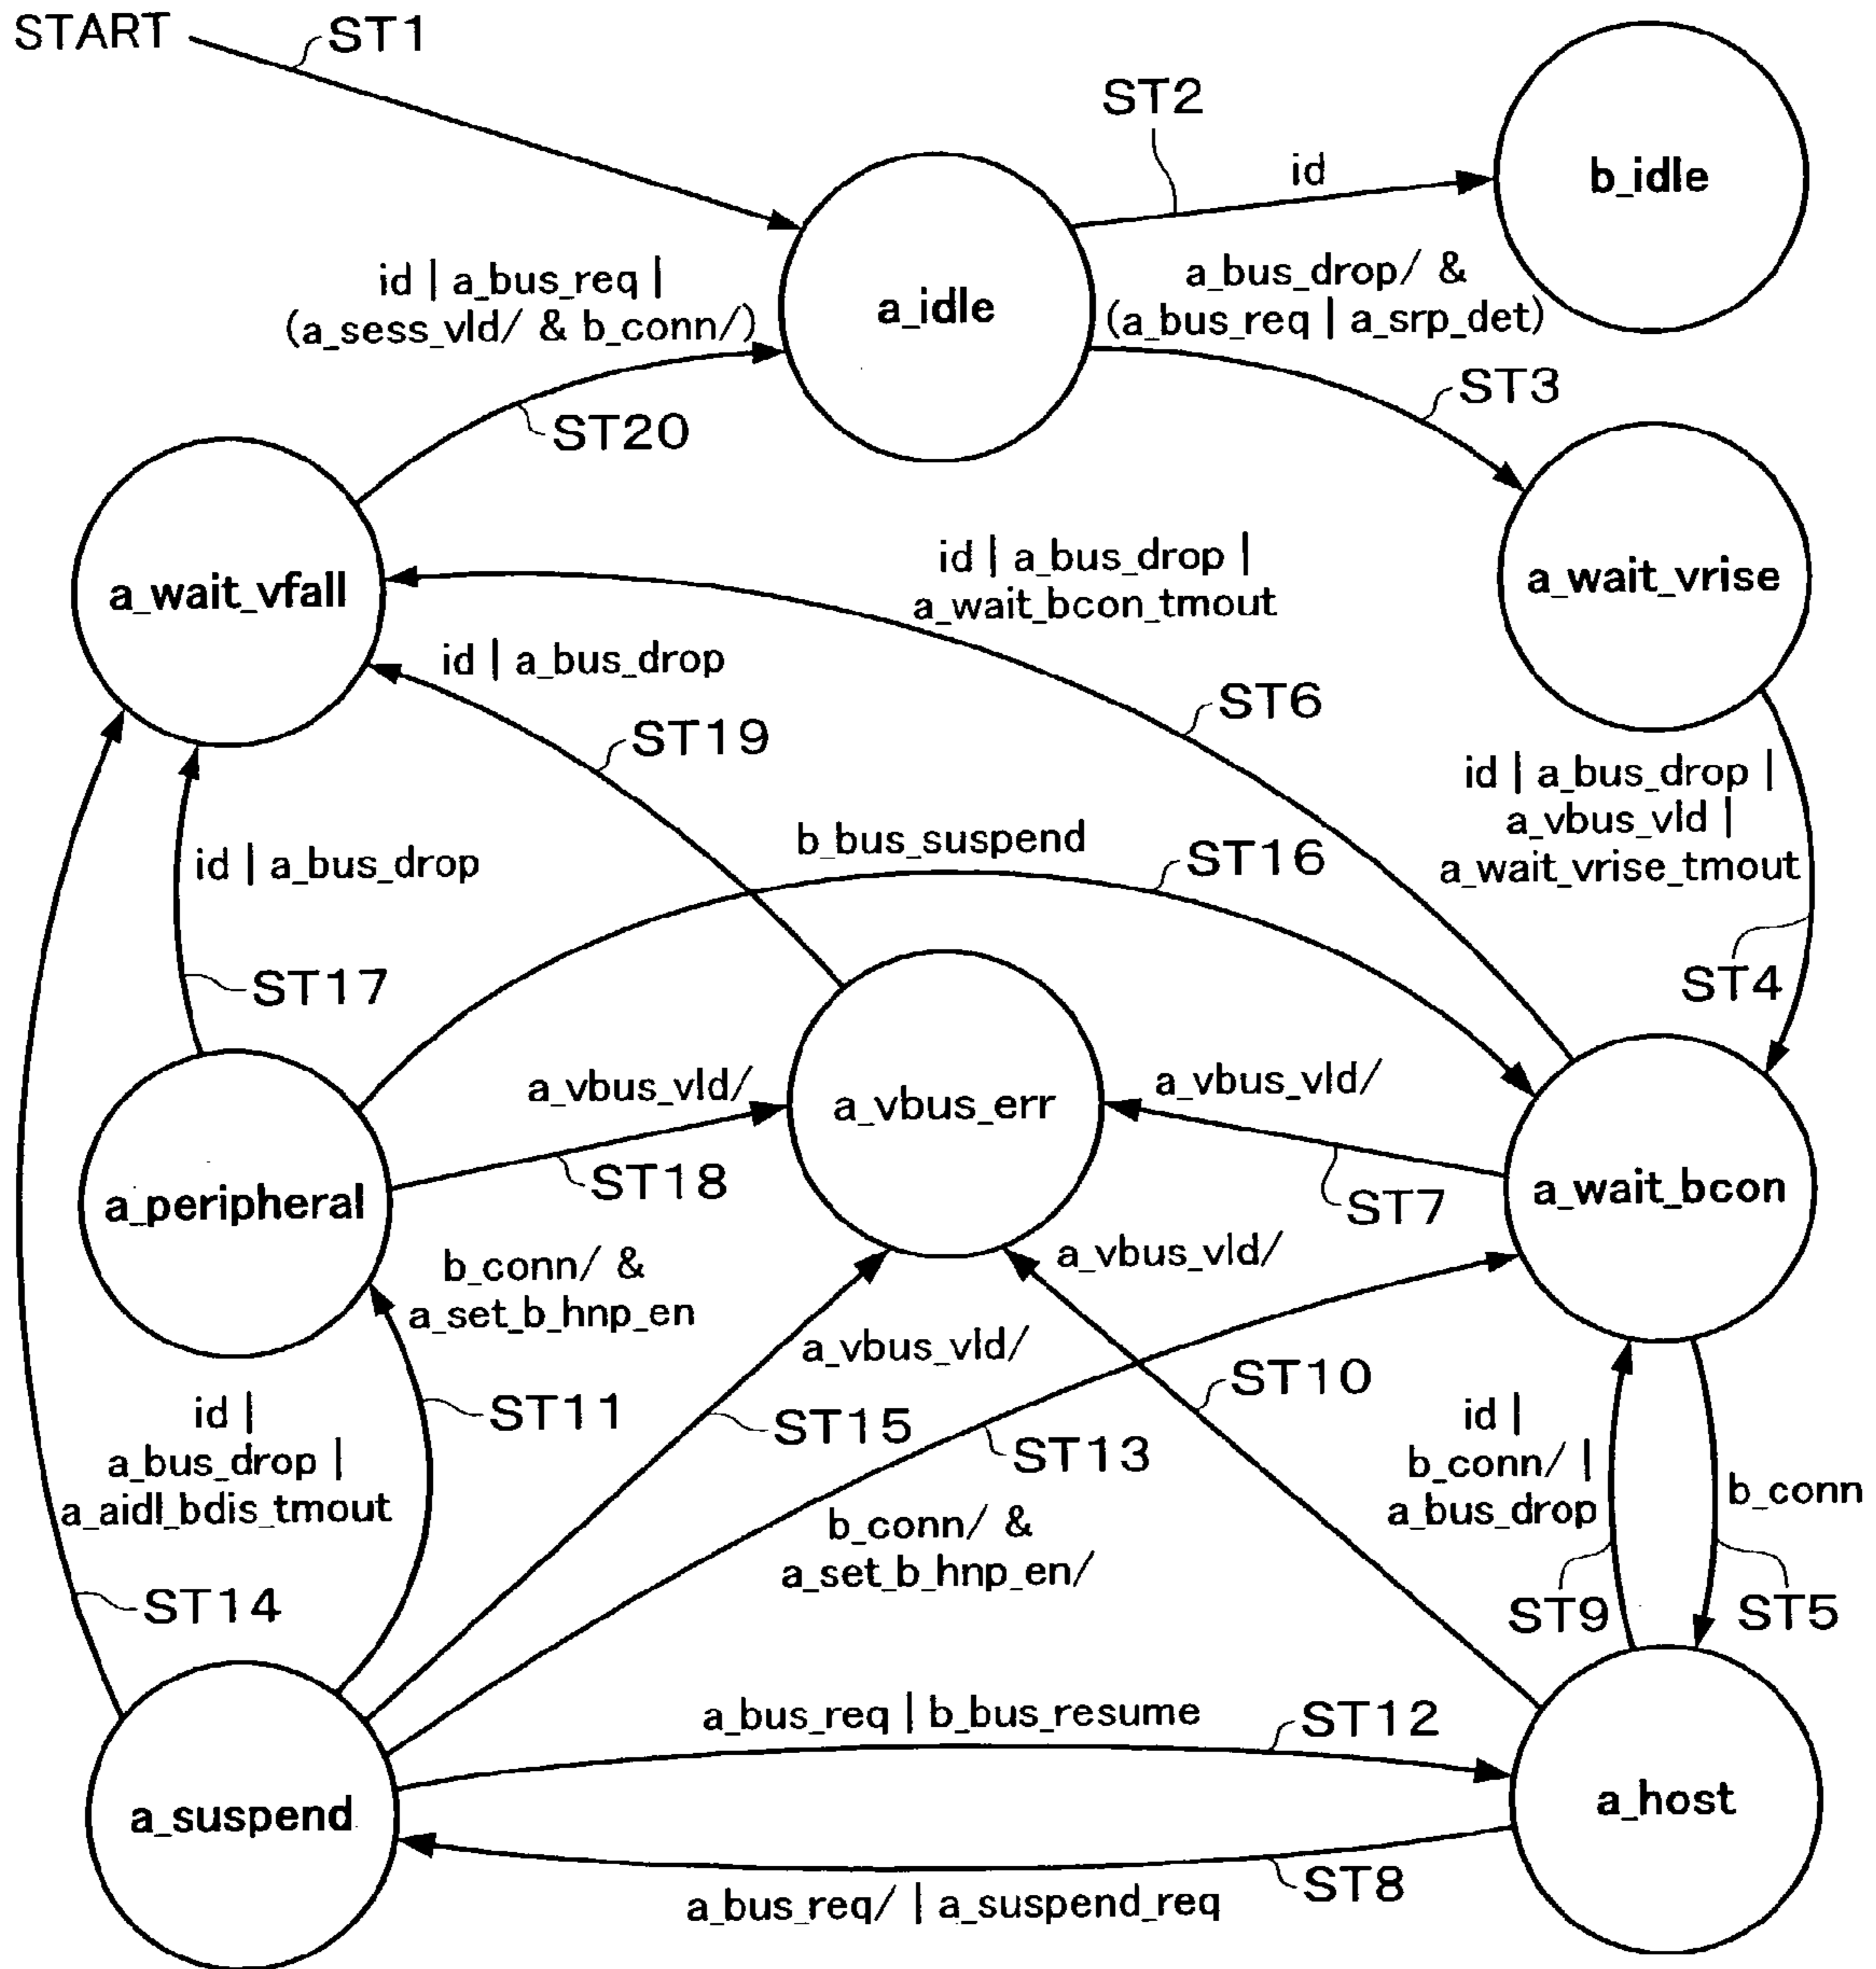 START
ST1
ST2
id
b_idle
id | a_bus_req |
(a_sess_vld/ & b_conn/)
a_idle
a_bus_drop/ &
(a_bus_req | a_srp_det)
ST3
ST20
a_wait_vfall
id | a_bus_drop |
a_wait_bcon_tmout
a_wait_vrise
id | a_bus_drop
ST19
ST6
id | a_bus_drop |
a_vbus_vld |
a_wait_vrise_tmout
b_bus_suspend
ST16
id | a_bus_drop
ST17
ST4
a_vbus_vld/
a_vbus_err
a_vbus_vld/
a_peripheral
ST18
ST7
a_wait_bcon
b_conn/ &
a_set_b_hnp_en
a_vbus_vld/
a_vbus_vld/
ST10
id |
a_bus_drop |
a_aidl_bdis_tmout
ST11
ST15
ST13
id |
b_conn/ |
a_bus_drop
b_conn
b_conn/ &
a_set_b_hnp_en/
ST14
ST9
ST5
a_bus_req | b_bus_resume
ST12
a_suspend
a_host
a_bus_req/ | a_suspend_req
ST8